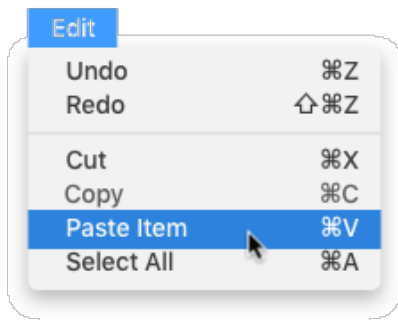 Edit
Undo ⌘Z
Redo ⇧⌘Z
Cut ⌘X
Copy ⌘C
Paste Item ⌘V
Select All ⌘A